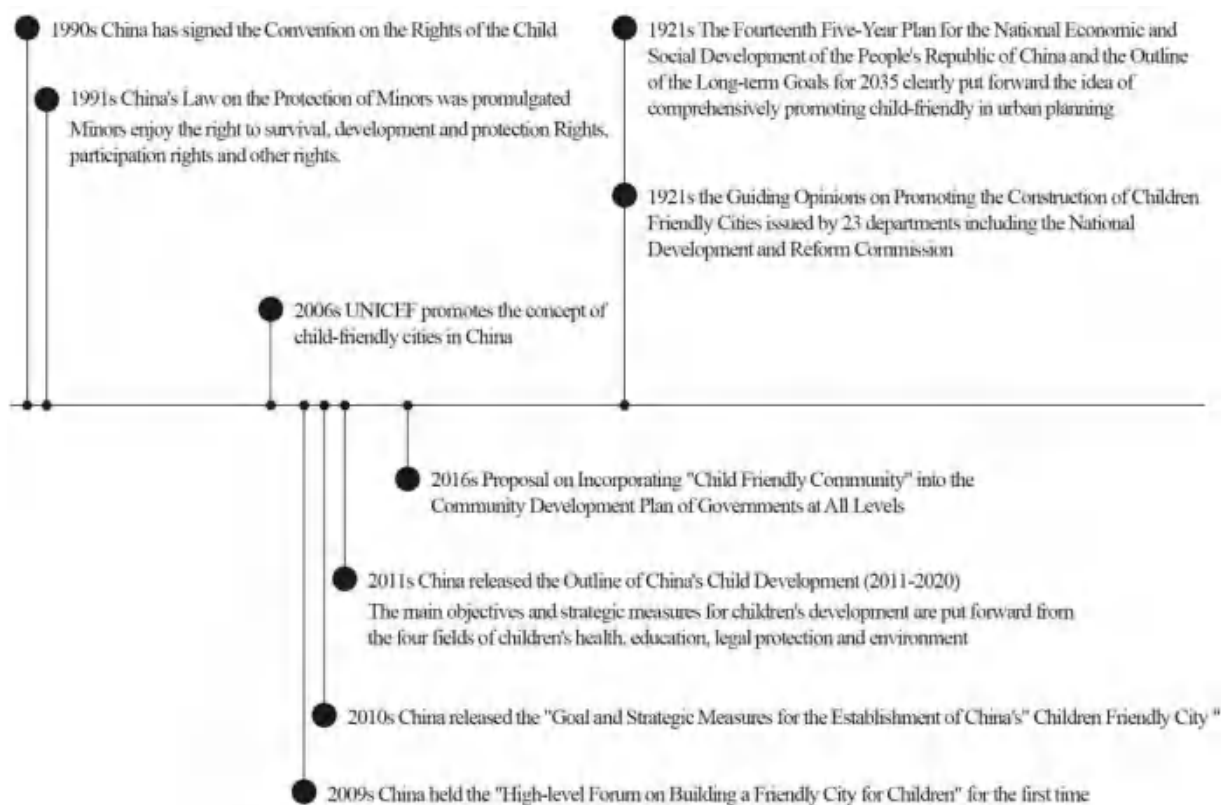 1990s China has signed the Convention on the Rights of the Child
1991s China's Law on the Protection of Minors was promulgated
Minors enjoy the right to survival, development and protection Rights,
participation rights and other rights.
1921s The Fourteenth Five-Year Plan for the National Economic and
Social Development of the People's Republic of China and the Outline
of the Long-term Goals for 2035 clearly put forward the idea of
comprehensively promoting child-friendly in urban planning
1921s the Guiding Opinions on Promoting the Construction of Children
Friendly Cities issued by 23 departments including the National
Development and Reform Commission
2006s UNICEF promotes the concept of
child-friendly cities in China
2016s Proposal on Incorporating "Child Friendly Community" into the
Community Development Plan of Governments at All Levels
2011s China released the Outline of China's Child Development (2011-2020)
The main objectives and strategic measures for children's development are put forward from
the four fields of children's health, education, legal protection and environment
2010s China released the "Goal and Strategic Measures for the Establishment of China's" Children Friendly City "
2009s China held the "High-level Forum on Building a Friendly City for Children" for the first time